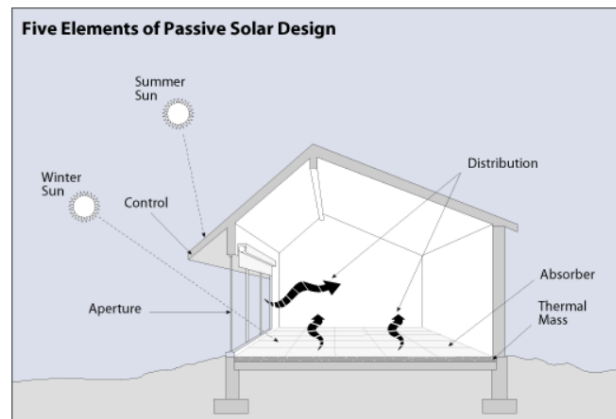 Five Elements of Passive Solar Design
Summer
Sun
Winter
Sun
Control
Distribution
Aperture
Absorber
Thermal
Mass